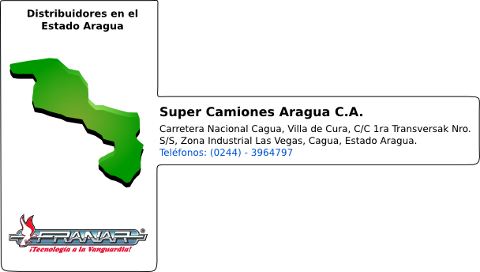 Distribuidores en el
Estado Aragua
Super Camiones Aragua C.A.
Carretera Nacional Cagua, Villa de Cura, C/C 1ra Transversak Nro.
S/S, Zona Industrial Las Vegas, Cagua, Estado Aragua.
Teléfonos: (0244) - 3964797
FRANAR®
¡Tecnología a la Vanguardia!